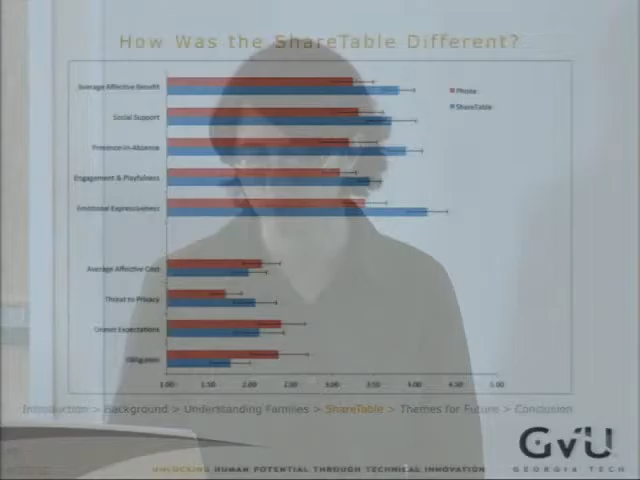 How Was the ShareTable Different?
Average Affective Benefit
Phone
ShareTable
Social Support
Presence-in-Absence
Engagement & Playfulness
Emotional Expressiveness
Average Affective Cost
Threat to Privacy
Unmet Expectations
Obligation
1.00 1.50 2.00 2.50 3.00 3.50 4.00 4.50 5.00
Introduction > Background > Understanding Families > ShareTable > Themes for Future > Conclusion
GVU
GEORGIA TECH
UNLOCKING HUMAN POTENTIAL THROUGH TECHNICAL INNOVATION